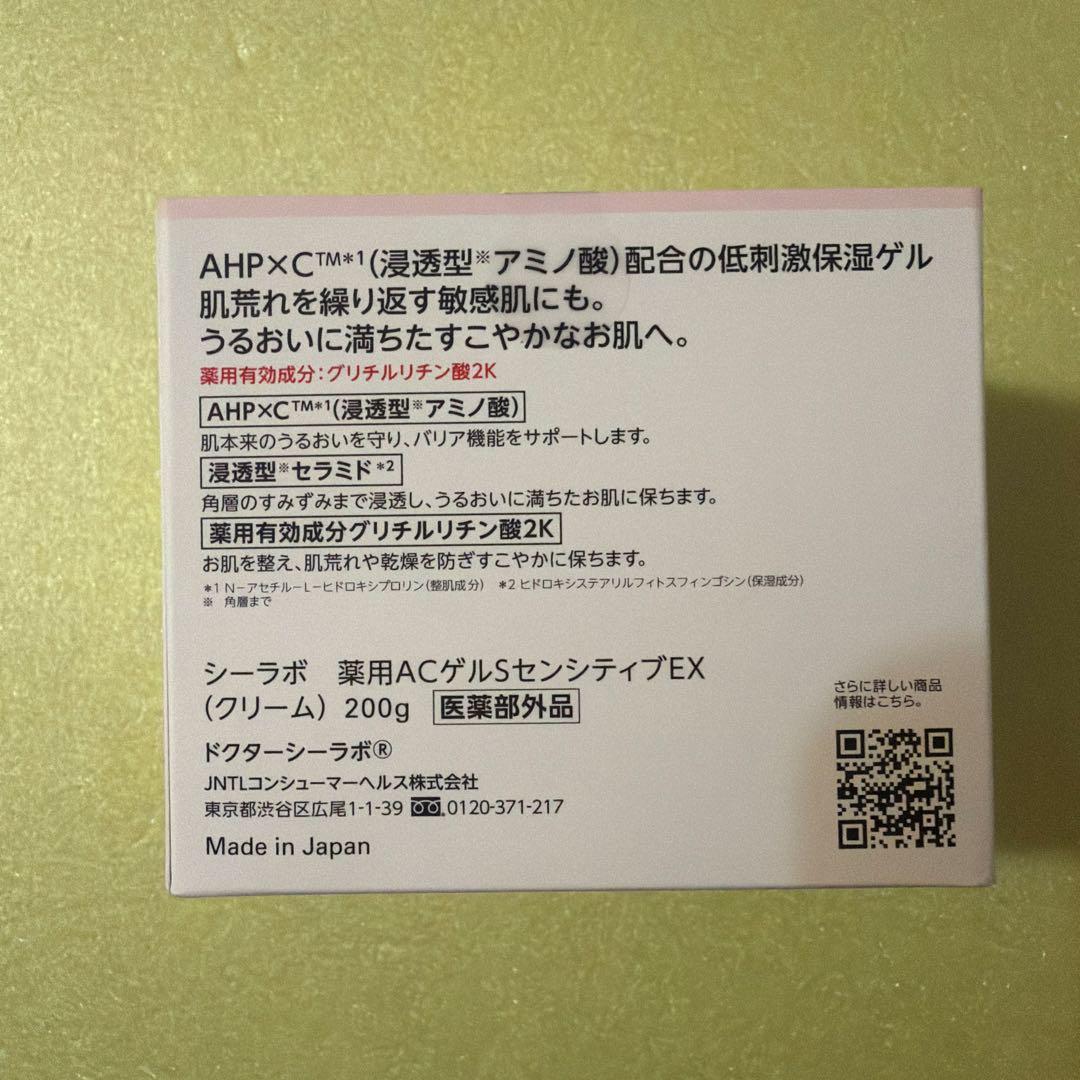 AHP×C™*1(浸透型※アミノ酸)配合の低刺激保湿ゲル
肌荒れを繰り返す敏感肌にも。
うるおいに満ちたすこやかなお肌へ。
薬用有効成分：グリチルリチン酸2K
AHP×C™*1(浸透型※アミノ酸)
肌本来のうるおいを守り、バリア機能をサポートします。
浸透型※セラミド*2
角層のすみずみまで浸透し、うるおいに満ちたお肌に保ちます。
薬用有効成分グリチルリチン酸2K
お肌を整え、肌荒れや乾燥を防ぎすこやかに保ちます。
*1 N－アセチル－L－ヒドロキシプロリン(整肌成分)　*2 ヒドロキシステアリルフィトスフィンゴシン(保湿成分)
※　角層まで
シーラボ　薬用ACゲルSセンシティブEX
(クリーム) 200g 医薬部外品
ドクターシーラボ®
JNTLコンシューマーヘルス株式会社
東京都渋谷区広尾1-1-39 0120-371-217
Made in Japan
さらに詳しい商品
情報はこちら。